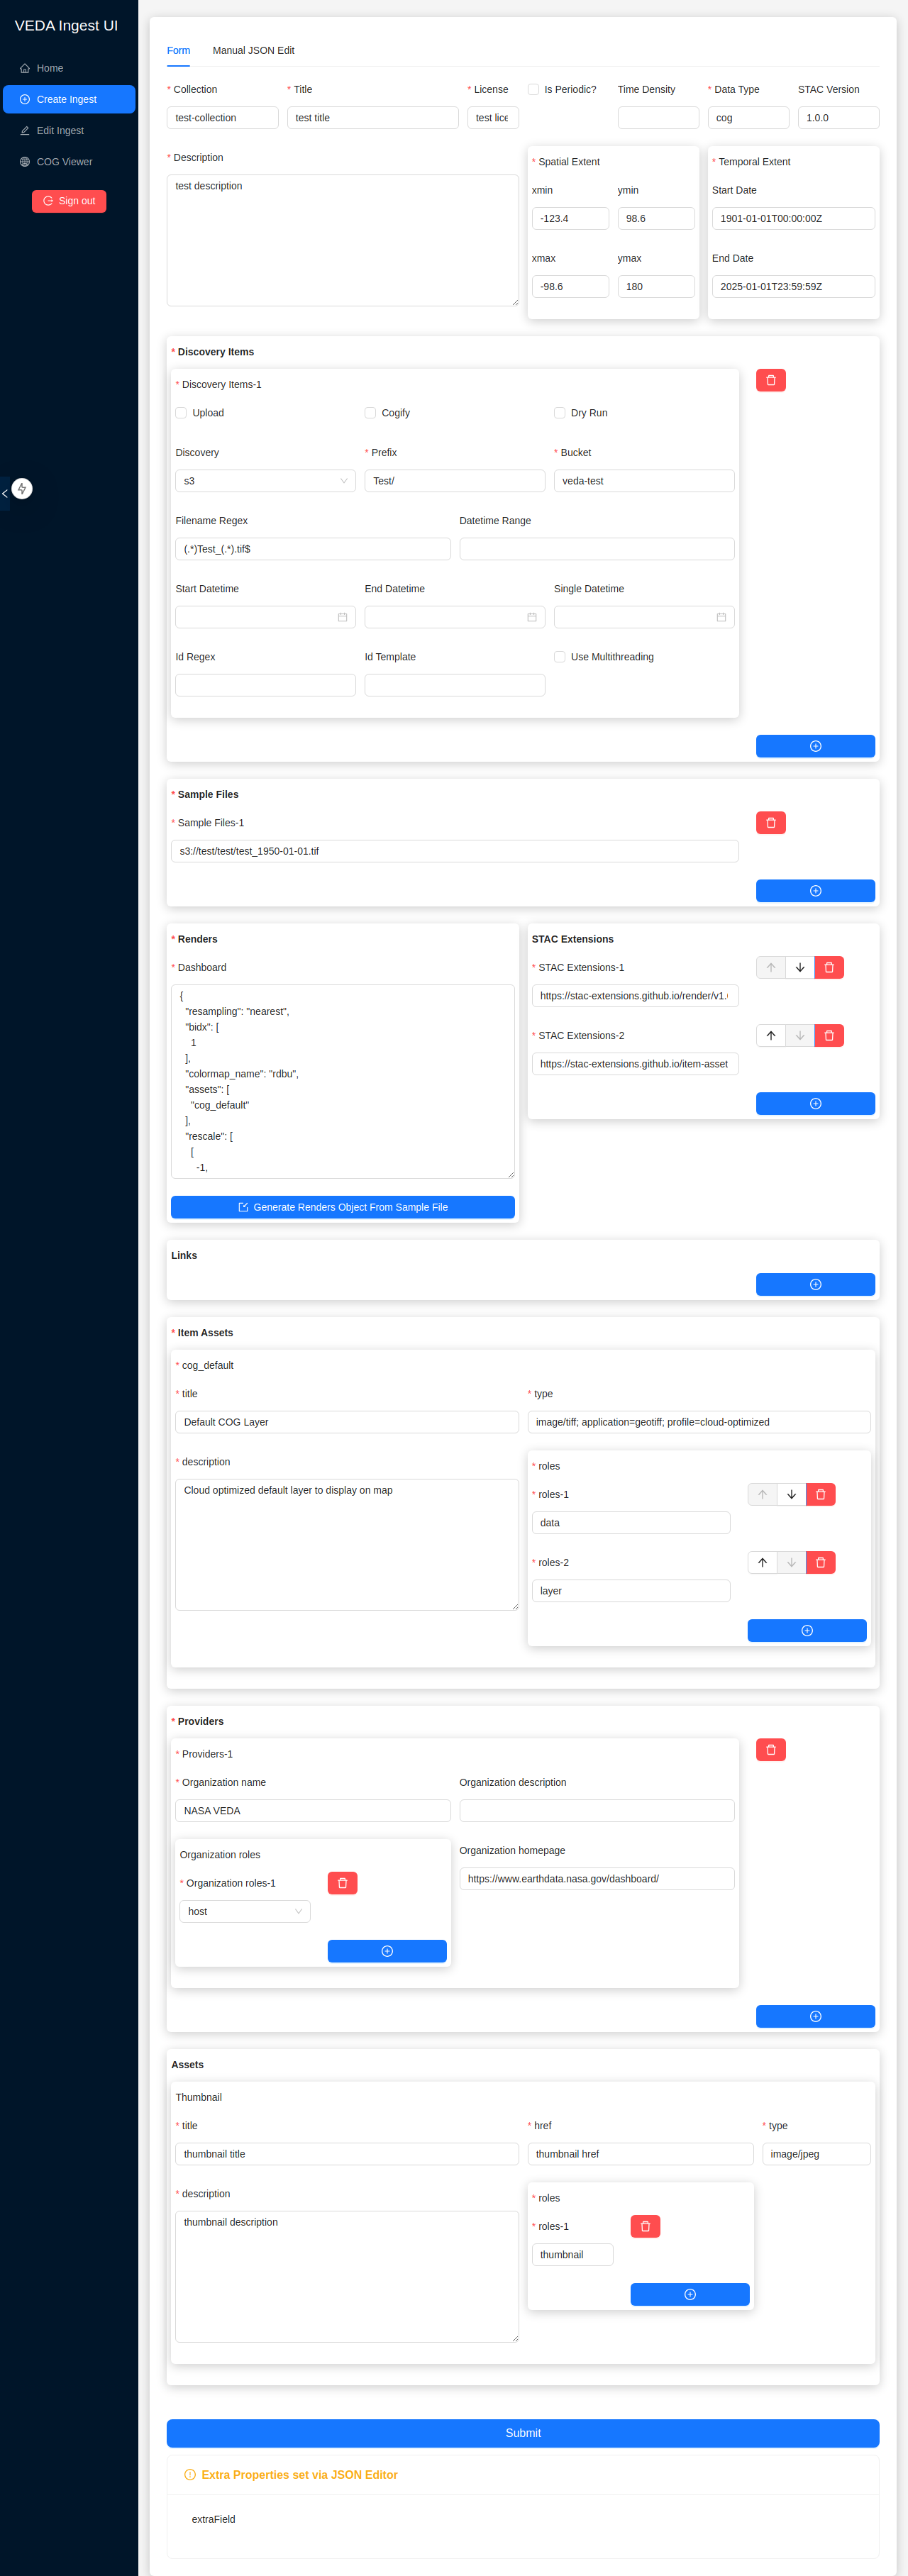 VEDA Ingest UI
Home
Create Ingest
Edit Ingest
COG Viewer
Sign out
Form Manual JSON Edit
* Collection * Title * License Is Periodic? Time Density * Data Type STAC Version
test-collection test title test lice cog 1.0.0
* Description * Spatial Extent * Temporal Extent
test description
xmin ymin Start Date
-123.4 98.6 1901-01-01T00:00:00Z
xmax ymax End Date
-98.6 180 2025-01-01T23:59:59Z
* Discovery Items
* Discovery Items-1
Upload Cogify Dry Run
Discovery * Prefix * Bucket
s3 Test/ veda-test
Filename Regex Datetime Range
(.*)Test_(.*).tif$
Start Datetime End Datetime Single Datetime
Id Regex Id Template Use Multithreading
* Sample Files
* Sample Files-1
s3://test/test/test_1950-01-01.tif
* Renders
* Dashboard
{
"resampling": "nearest",
"bidx": [
1
],
"colormap_name": "rdbu",
"assets": [
"cog_default"
],
"rescale": [
[
-1,
Generate Renders Object From Sample File
STAC Extensions
* STAC Extensions-1
https://stac-extensions.github.io/render/v1.
* STAC Extensions-2
https://stac-extensions.github.io/item-asset
Links
* Item Assets
* cog_default
* title * type
Default COG Layer image/tiff; application=geotiff; profile=cloud-optimized
* description
Cloud optimized default layer to display on map
* roles
* roles-1
data
* roles-2
layer
* Providers
* Providers-1
* Organization name Organization description
NASA VEDA
Organization roles
* Organization roles-1
host
Organization homepage
https://www.earthdata.nasa.gov/dashboard/
Assets
Thumbnail
* title * href * type
thumbnail title thumbnail href image/jpeg
* description
thumbnail description
* roles
* roles-1
thumbnail
Submit
Extra Properties set via JSON Editor
extraField